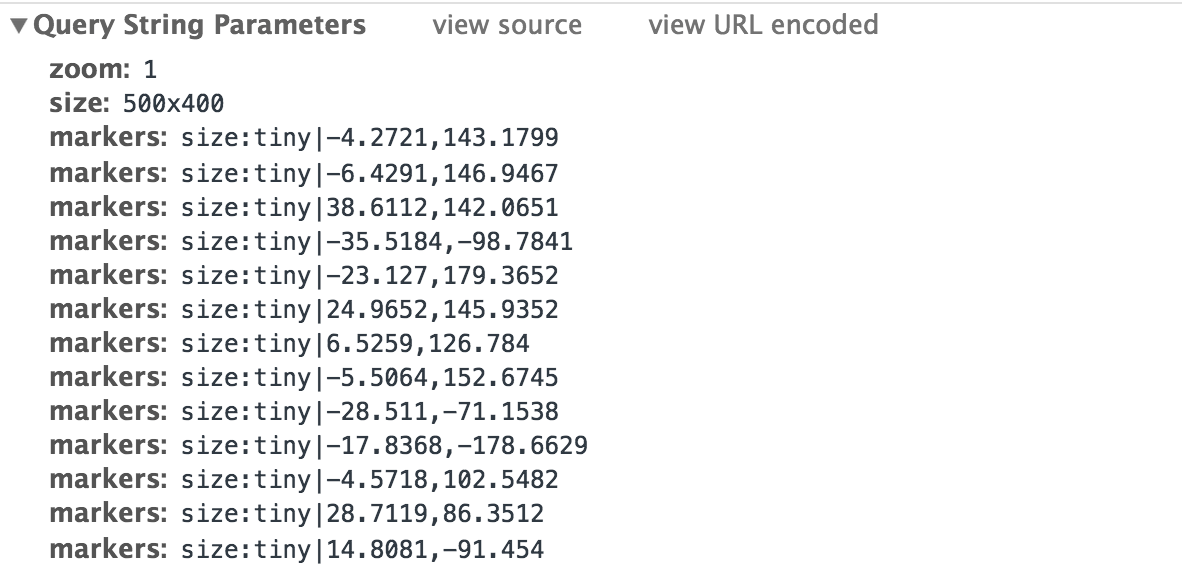 ▼Query String Parameters view source view URL encoded
zoom: 1
size: 500x400
markers: size:tiny|-4.2721,143.1799
markers: size:tiny|-6.4291,146.9467
markers: size:tiny|38.6112,142.0651
markers: size:tiny|-35.5184,-98.7841
markers: size:tiny|-23.127,179.3652
markers: size:tiny|24.9652,145.9352
markers: size:tiny|6.5259,126.784
markers: size:tiny|-5.5064,152.6745
markers: size:tiny|-28.511,-71.1538
markers: size:tiny|-17.8368,-178.6629
markers: size:tiny|-4.5718,102.5482
markers: size:tiny|28.7119,86.3512
markers: size:tiny|14.8081,-91.454